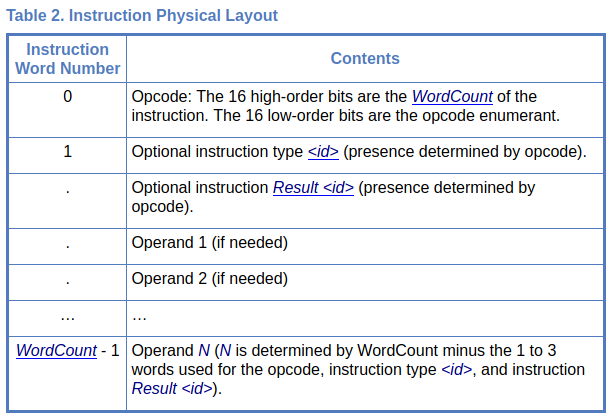 Table 2. Instruction Physical Layout
Instruction Word Number
Contents
0
Opcode: The 16 high-order bits are the WordCount of the
instruction. The 16 low-order bits are the opcode enumerant.
1
Optional instruction type <id> (presence determined by opcode).
.
Optional instruction Result <id> (presence determined by
opcode).
.
Operand 1 (if needed)
.
Operand 2 (if needed)
…
…
WordCount - 1
Operand N (N is determined by WordCount minus the 1 to 3
words used for the opcode, instruction type <id>, and instruction
Result <id>).